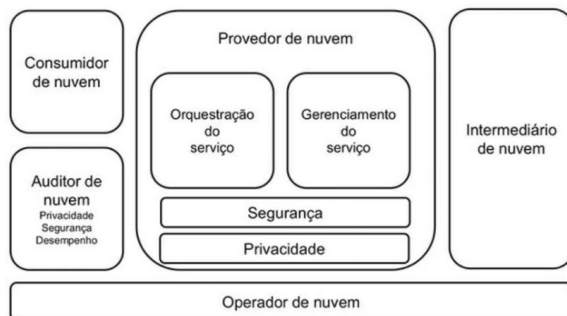 Consumidor
de nuvem
Auditor de
nuvem
Privacidade
Segurança
Desempenho
Provedor de nuvem
Orquestração
do
serviço
Gerenciamento
do
serviço
Segurança
Privacidade
Intermediário
de nuvem
Operador de nuvem